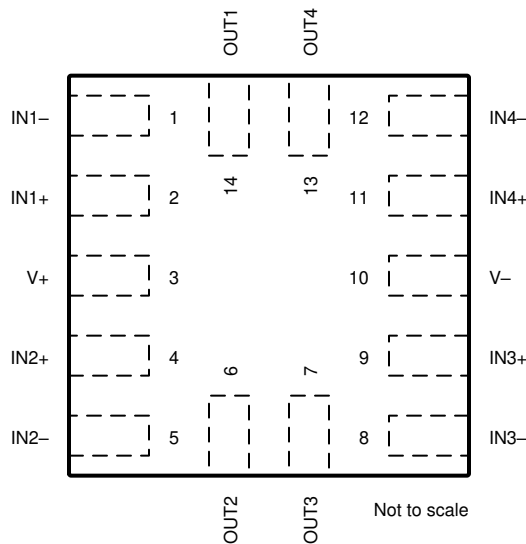 OUT1
OUT4
IN1–
1
12
IN4–
14
13
IN1+
2
11
IN4+
V+
3
10
V–
IN2+
4
6
7
9
IN3+
IN2–
5
8
IN3–
OUT2
OUT3
Not to scale